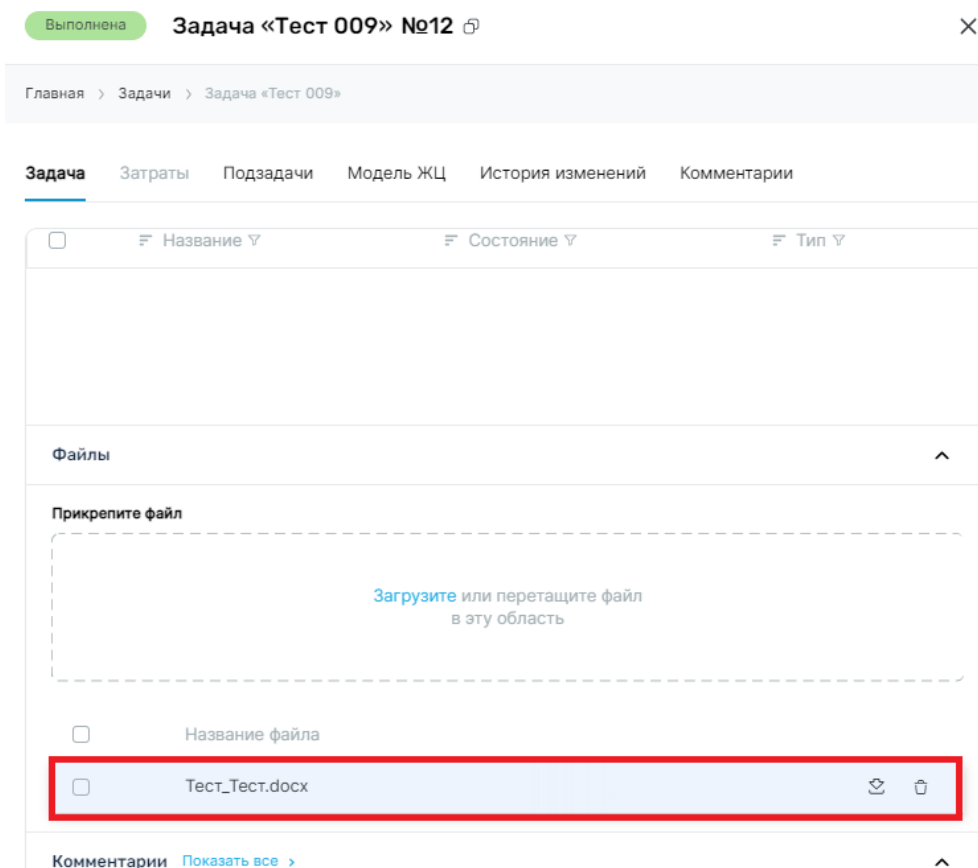 Выполнена Задача «Тест 009» №12
Главная > Задачи > Задача «Тест 009»
Задача Затраты Подзадачи Модель ЖЦ История изменений Комментарии
Название Состояние Тип
Файлы
Прикрепите файл
Загрузите или перетащите файл
в эту область
Название файла
Тест_Тест.docx
Комментарии Показать все >